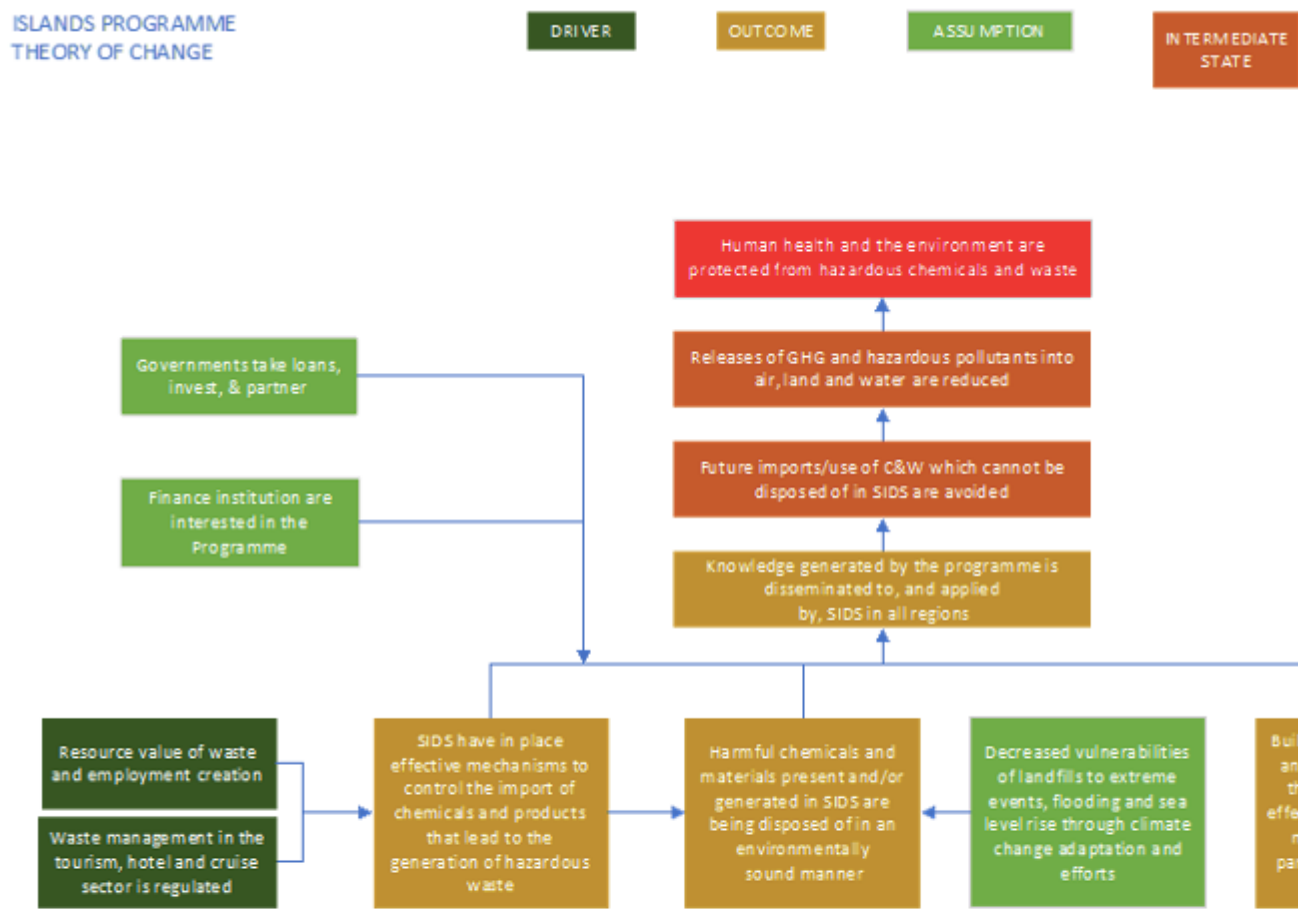 ISLANDS PROGRAMME
THEORY OF CHANGE
DRIVER
OUTCOME
ASSUMPTION
INTERMEDIATE
STATE
Human health and the environment are
protected from hazardous chemicals and waste
Governments take loans,
invest, & partner
Releases of GHG and hazardous pollutants into
air, land and water are reduced
Future imports/use of C&W which cannot be
disposed of in SIDS are avoided
Finance institution are
interested in the
Programme
Knowledge generated by the programme is
disseminated to, and applied
by, SIDS in all regions
Resource value of waste
and employment creation
Waste management in the
tourism, hotel and cruise
sector is regulated
SIDS have in place
effective mechanisms to
control the import of
chemicals and products
that lead to the
generation of hazardous
waste
Harmful chemicals and
materials present and/or
generated in SIDS are
being disposed of in an
environmentally
sound manner
Decreased vulnerabilities
of landfills to extreme
events, flooding and sea
level rise through climate
change adaptation and
efforts